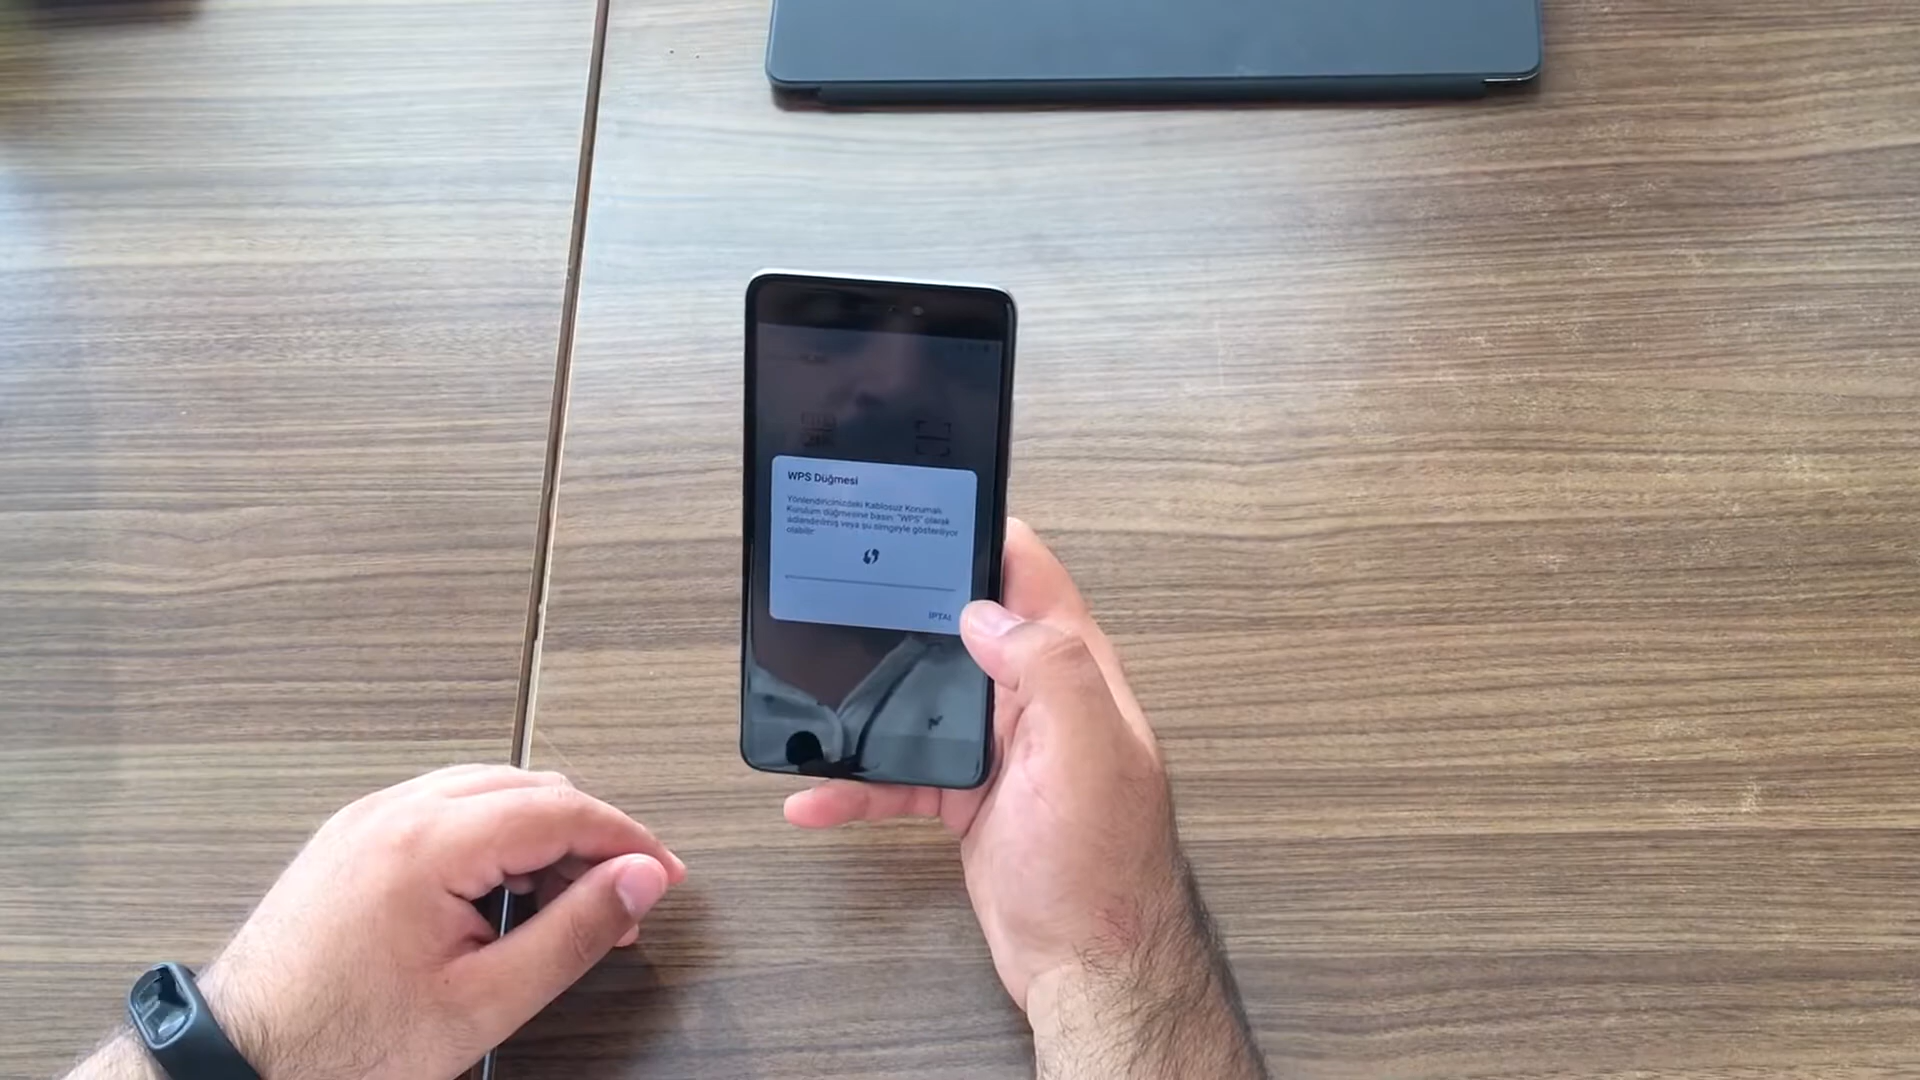 WPS Düğmesi
Yönlendiricinizdeki Kablosuz Korumalı
Kurulum düğmesine basın. "WPS" olarak
adlandırılmış veya şu simgeyle gösteriliyor
olabilir:
İPTAL